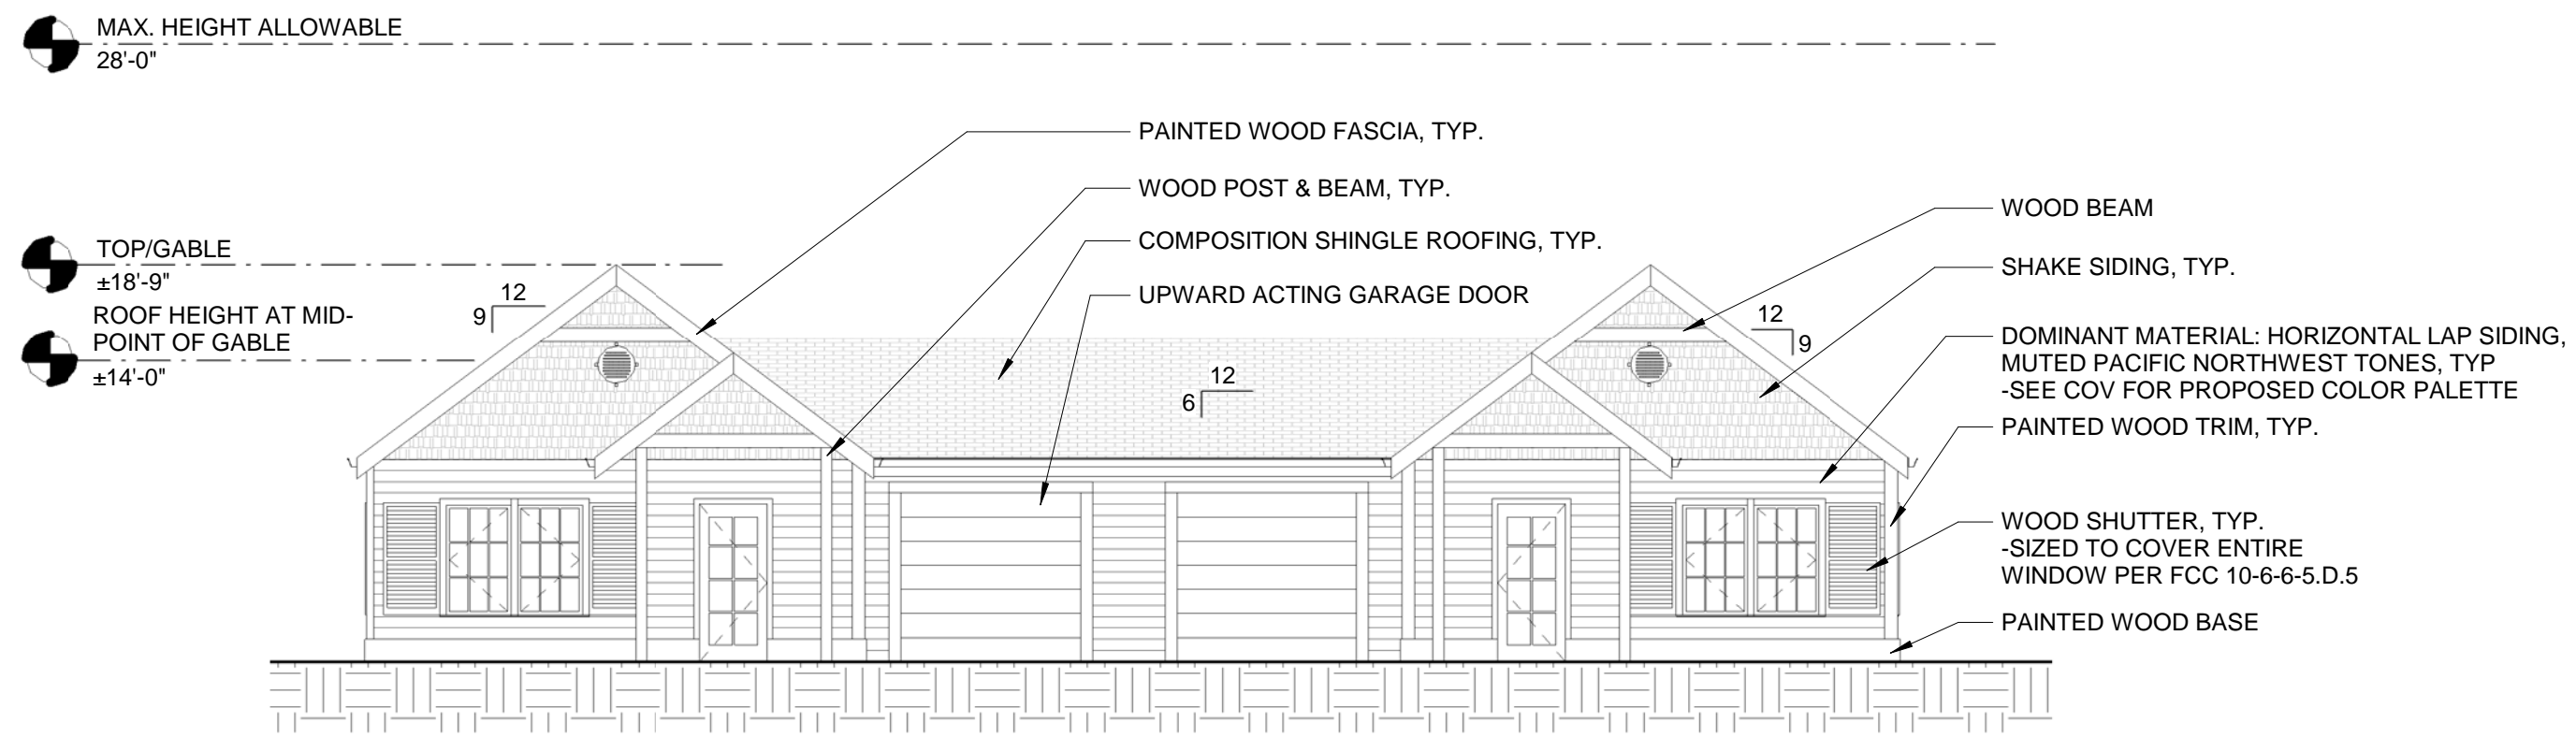 MAX. HEIGHT ALLOWABLE
28'-0"
PAINTED WOOD FASCIA, TYP.
WOOD POST & BEAM, TYP.
WOOD BEAM
COMPOSITION SHINGLE ROOFING, TYP.
TOP/GABLE
±18'-9"
SHAKE SIDING, TYP.
UPWARD ACTING GARAGE DOOR
12
9
ROOF HEIGHT AT MID-
POINT OF GABLE
±14'-0"
12
9
DOMINANT MATERIAL: HORIZONTAL LAP SIDING,
MUTED PACIFIC NORTHWEST TONES, TYP
-SEE COV FOR PROPOSED COLOR PALETTE
12
6
PAINTED WOOD TRIM, TYP.
WOOD SHUTTER, TYP.
-SIZED TO COVER ENTIRE
WINDOW PER FCC 10-6-6-5.D.5
PAINTED WOOD BASE